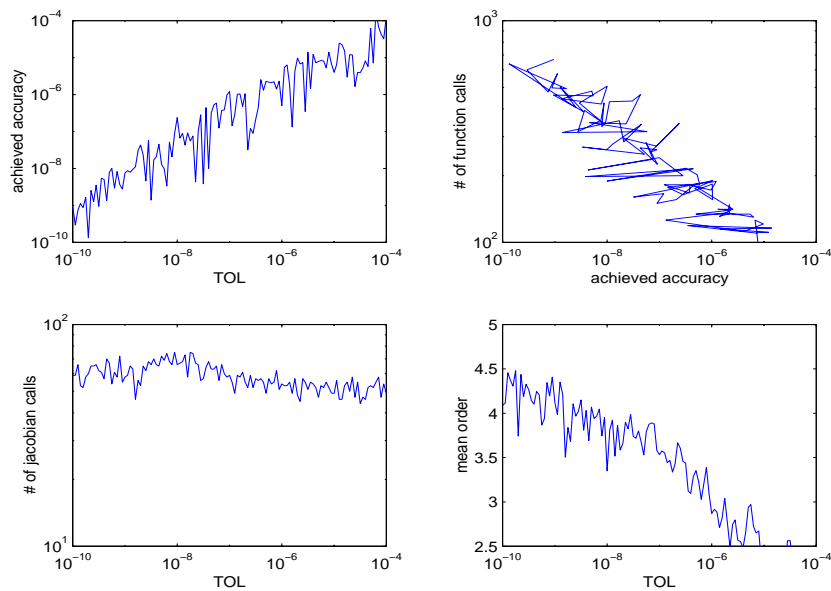 10^-4
10^-6
10^-8
10^-10
achieved accuracy
10^-10 10^-8 10^-6 10^-4
TOL
10^3
10^2
# of function calls
10^-10 10^-8 10^-6 10^-4
achieved accuracy
10^2
10^1
# of jacobian calls
10^-10 10^-8 10^-6 10^-4
TOL
5
4.5
4
3.5
3
2.5
mean order
10^-10 10^-8 10^-6 10^-4
TOL